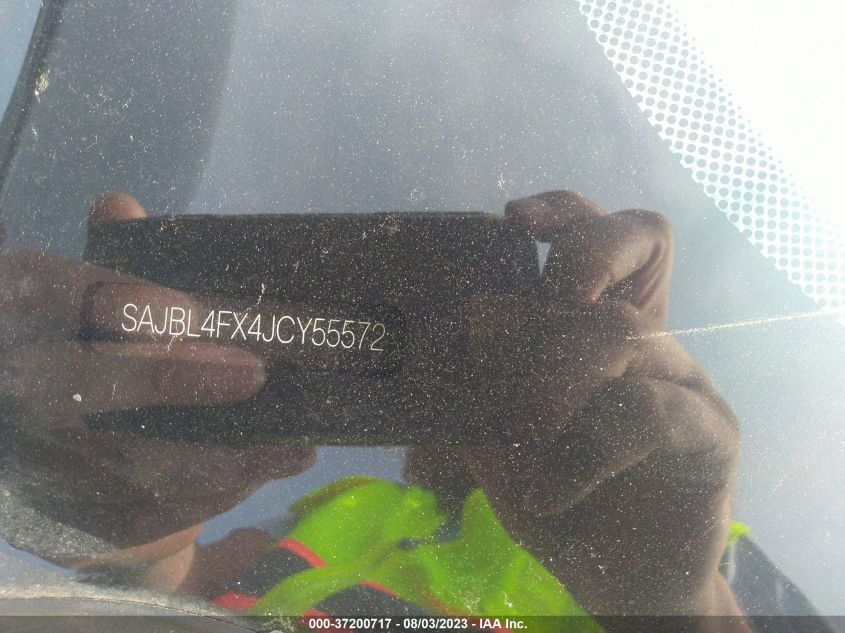 SAJBL4FX4JCY55572
000-37200717 - 08/03/2023 - IAA Inc.